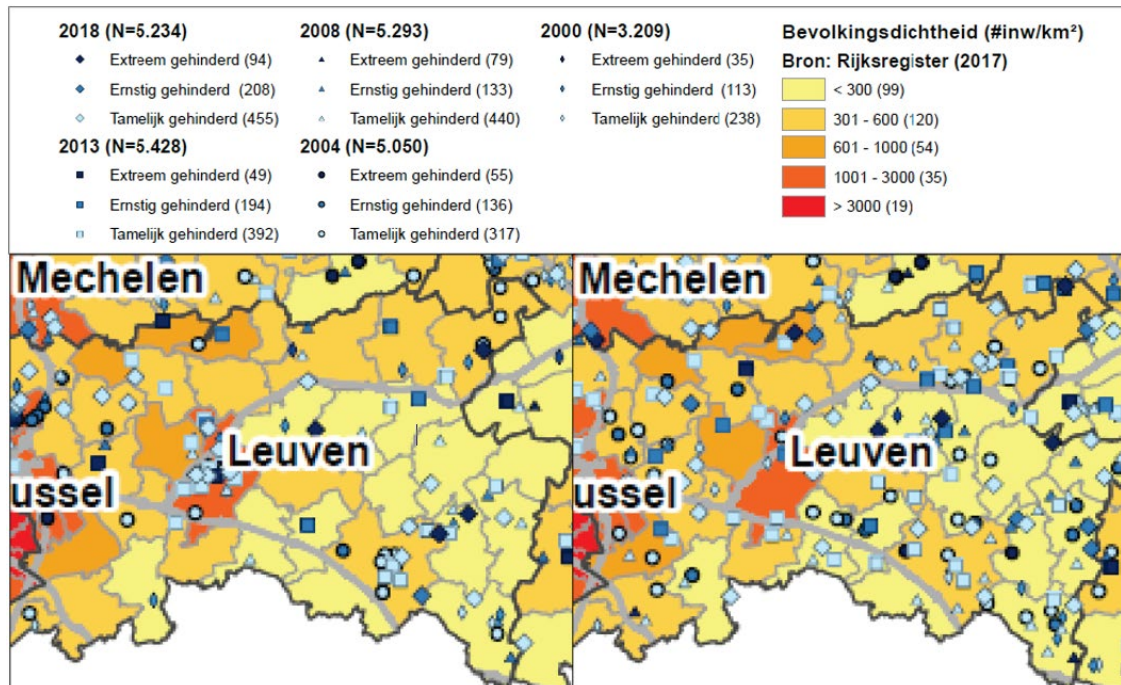 2018 (N=5.234)
Extreem gehinderd (94)
Ernstig gehinderd (208)
Tamelijk gehinderd (455)
2013 (N=5.428)
Extreem gehinderd (49)
Ernstig gehinderd (194)
Tamelijk gehinderd (392)
2008 (N=5.293)
Extreem gehinderd (79)
Ernstig gehinderd (133)
Tamelijk gehinderd (440)
2004 (N=5.050)
Extreem gehinderd (55)
Ernstig gehinderd (136)
Tamelijk gehinderd (317)
2000 (N=3.209)
Extreem gehinderd (35)
Ernstig gehinderd (113)
Tamelijk gehinderd (238)
Bevolkingsdichtheid (#inw/km²)
Bron: Rijksregister (2017)
< 300 (99)
301 - 600 (120)
601 - 1000 (54)
1001 - 3000 (35)
> 3000 (19)
Mechelen
Leuven
ussel
Mechelen
Leuven
ussel